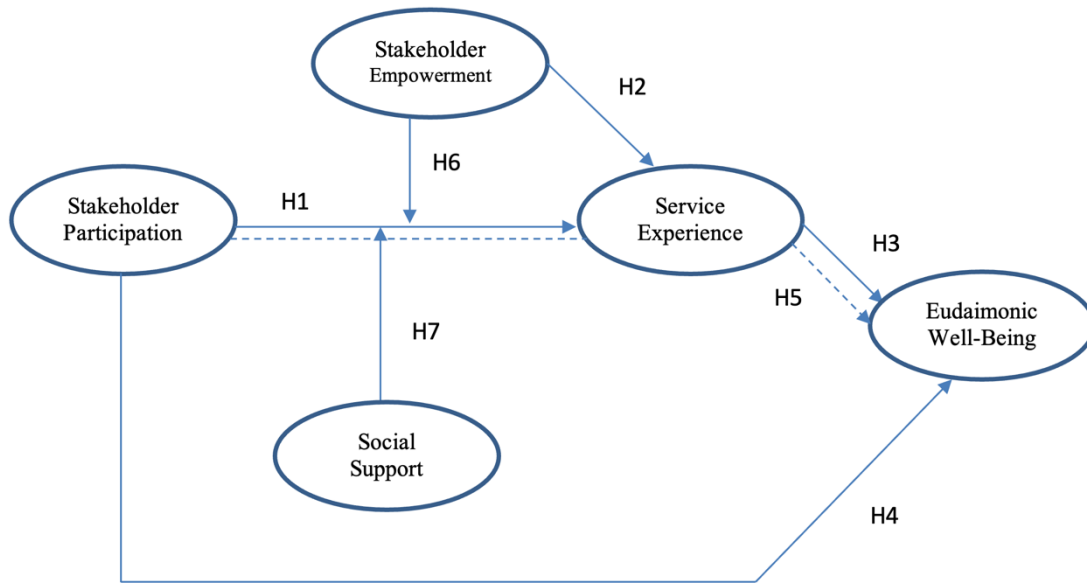 Stakeholder
Empowerment
H2
H6
Stakeholder
Participation
H1
Service
Experience
H3
H5
Eudaimonic
Well-Being
H7
Social
Support
H4